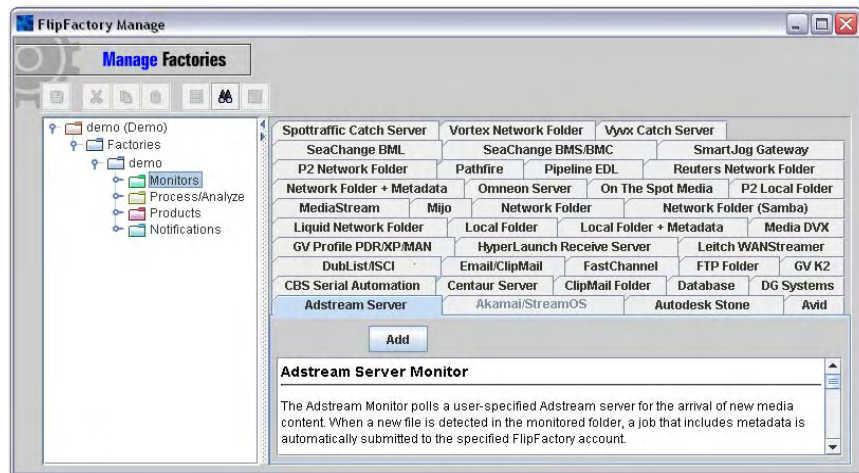 FlipFactory Manage
Manage Factories
demo (Demo)
Factories
demo
Monitors
Process/Analyze
Products
Notifications
Spottraffic Catch Server Vortex Network Folder Vyvx Catch Server
SeaChange BML SeaChange BMS/BMC SmartJog Gateway
P2 Network Folder Pathfire Pipeline EDL Reuters Network Folder
Network Folder + Metadata Omneon Server On The Spot Media P2 Local Folder
MediaStream Mijo Network Folder Network Folder (Samba)
Liquid Network Folder Local Folder Local Folder + Metadata Media DVX
GV Profile PDR/XP/MAN HyperLaunch Receive Server Leitch WANStreamer
DubList/ISCI Email/ClipMail FastChannel FTP Folder GV K2
CBS Serial Automation Centaur Server ClipMail Folder Database DG Systems
Adstream Server Akamai/StreamOS Autodesk Stone Avid
Add
Adstream Server Monitor
The Adstream Monitor polls a user-specified Adstream server for the arrival of new media
content. When a new file is detected in the monitored folder, a job that includes metadata is
automatically submitted to the specified FlipFactory account.